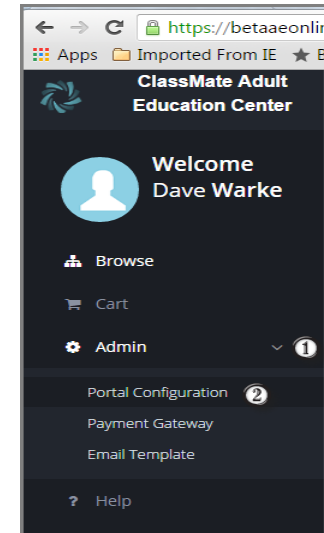 https://betaaeonlin
Apps Imported From IE E
ClassMate Adult
Education Center
Welcome
Dave Warke
Browse
Cart
Admin 1
Portal Configuration 2
Payment Gateway
Email Template
? Help